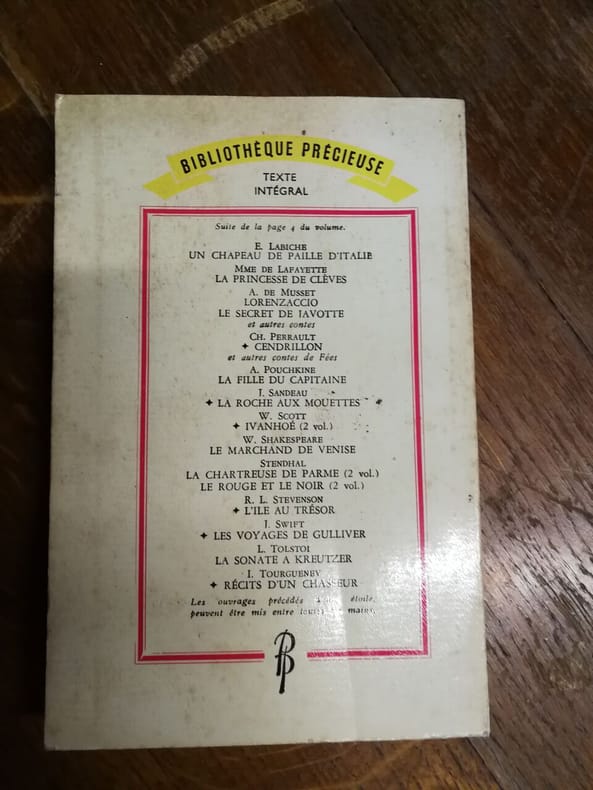 BIBLIOTHÈQUE PRÉCIEUSE
TEXTE
INTÉGRAL
Suite de la page 4 du volume.
E. LABICHE
UN CHAPEAU DE PAILLE D'ITALIE
MME DE LAFAYETTE
LA PRINCESSE DE CLÈVES
A. DE MUSSET
LORENZACCIO
LE SECRET DE JAVOTTE
et autres contes
CH. PERRAULT
✦ CENDRILLON
et autres contes de Fées
A. POUCHKINE
LA FILLE DU CAPITAINE
J. SANDEAU
✦ LA ROCHE AUX MOUETTES
W. SCOTT
✦ IVANHOÉ (2 vol.)
W. SHAKESPEARE
LE MARCHAND DE VENISE
STENDHAL
LA CHARTREUSE DE PARME (2 vol.)
LE ROUGE ET LE NOIR (2 vol.)
R. L. STEVENSON
✦ L'ILE AU TRÉSOR
J. SWIFT
✦ LES VOYAGES DE GULLIVER
L. TOLSTOI
LA SONATE A KREUTZER
I. TOURGUENEV
✦ RÉCITS D'UN CHASSEUR
Les ouvrages précédés étoile,
peuvent être mis entre mains.